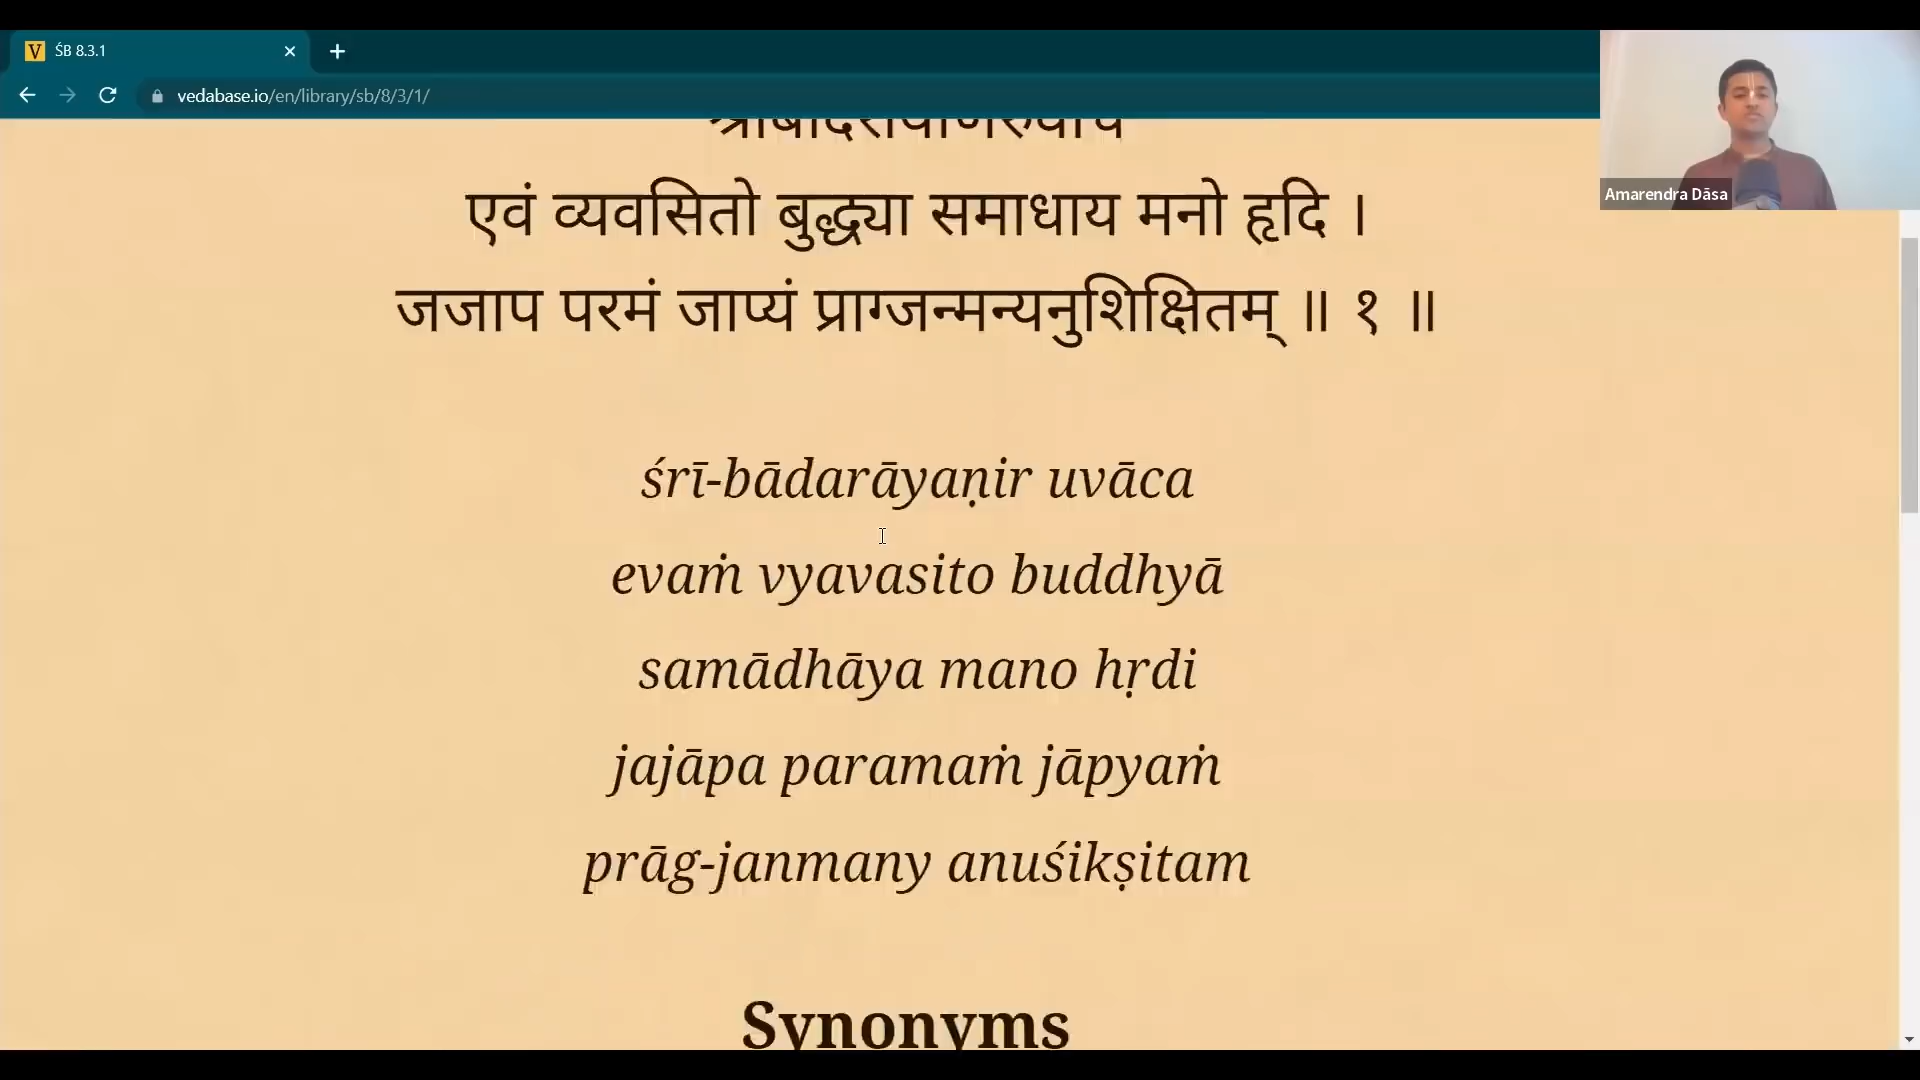 ŚB 8.3.1
vedabase.io/en/library/sb/8/3/1/
Amarendra Dāsa
एवं व्यवसितो बुद्ध्या समाधाय मनो हृदि ।
जजाप परमं जाप्यं प्राग्जन्मन्यनुशिक्षितम् ॥ १ ॥
śrī-bādarāyaṇir uvāca
evaṁ vyavasito buddhyā
samādhāya mano hṛdi
jajāpa paramaṁ jāpyaṁ
prāg-janmany anuśikṣitam
Synonyms